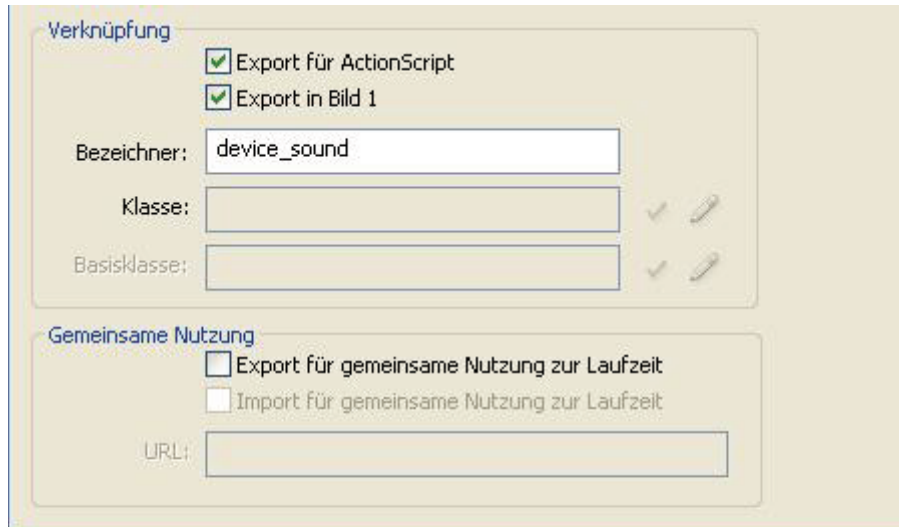 Verknüpfung
Export für ActionScript
Export in Bild 1
Bezeichner: device_sound
Klasse:
Basisklasse:
Gemeinsame Nutzung
Export für gemeinsame Nutzung zur Laufzeit
Import für gemeinsame Nutzung zur Laufzeit
URL: